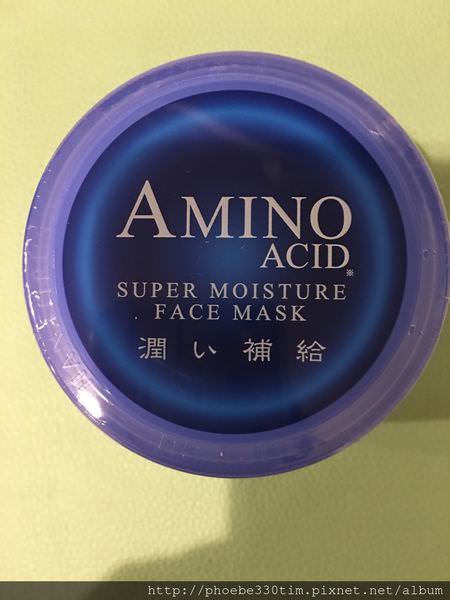 AMINO
ACID
※
SUPER MOISTURE
FACE MASK
潤い補給
http://phoebe330tim.pixnet.net/album